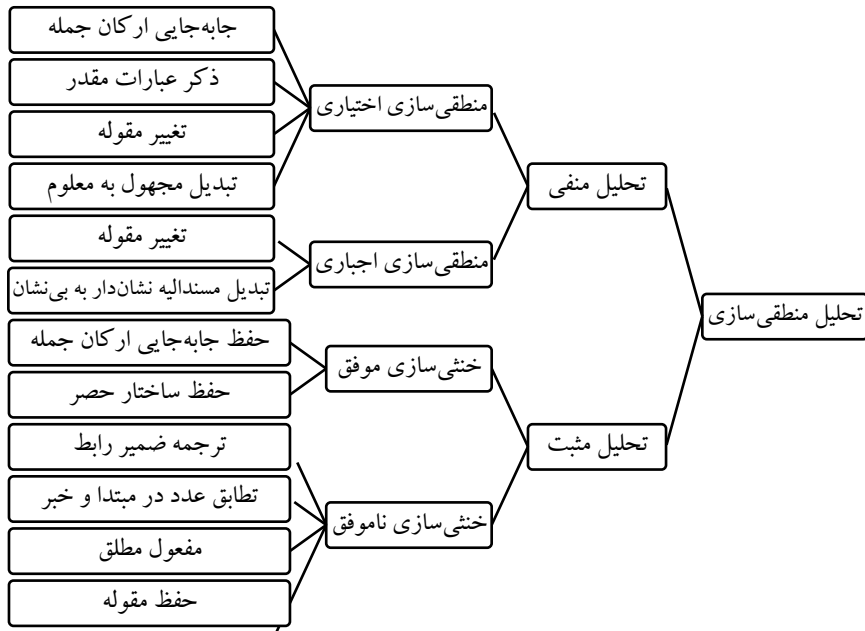 تحلیل منطقی‌سازی
تحلیل منفی
منطقی‌سازی اختیاری
جابه‌جایی ارکان جمله
ذکر عبارات مقدر
تغییر مقوله
تبدیل مجهول به معلوم
منطقی‌سازی اجباری
تغییر مقوله
تبدیل مسندالیه نشان‌دار به بی‌نشان
تحلیل مثبت
خنثی‌سازی موفق
حفظ جابه‌جایی ارکان جمله
حفظ ساختار حصر
خنثی‌سازی ناموفق
ترجمه ضمیر رابط
تطابق عدد در مبتدا و خبر
مفعول مطلق
حفظ مقوله